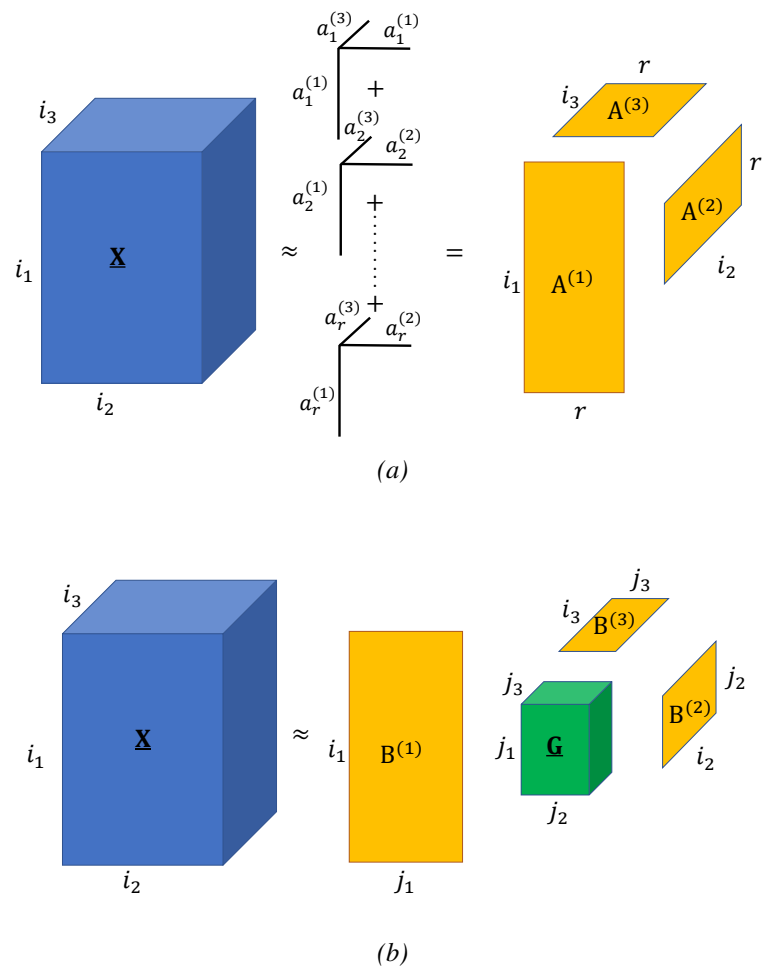 a₁⁽³⁾ a₁⁽¹⁾
a₁⁽¹⁾ +
a₂⁽³⁾ a₂⁽²⁾
a₂⁽¹⁾ +
+
aᵣ⁽³⁾ aᵣ⁽²⁾
aᵣ⁽¹⁾
i₃
i₁ X
i₂
≈
=
r
i₃ A⁽³⁾
r
A⁽²⁾
i₂
i₁ A⁽¹⁾
r
(a)
i₃
i₁ X
i₂
≈
i₁ B⁽¹⁾
j₁
j₃
i₃ B⁽³⁾
j₃
j₁ G
j₂
j₂
B⁽²⁾
i₂
(b)